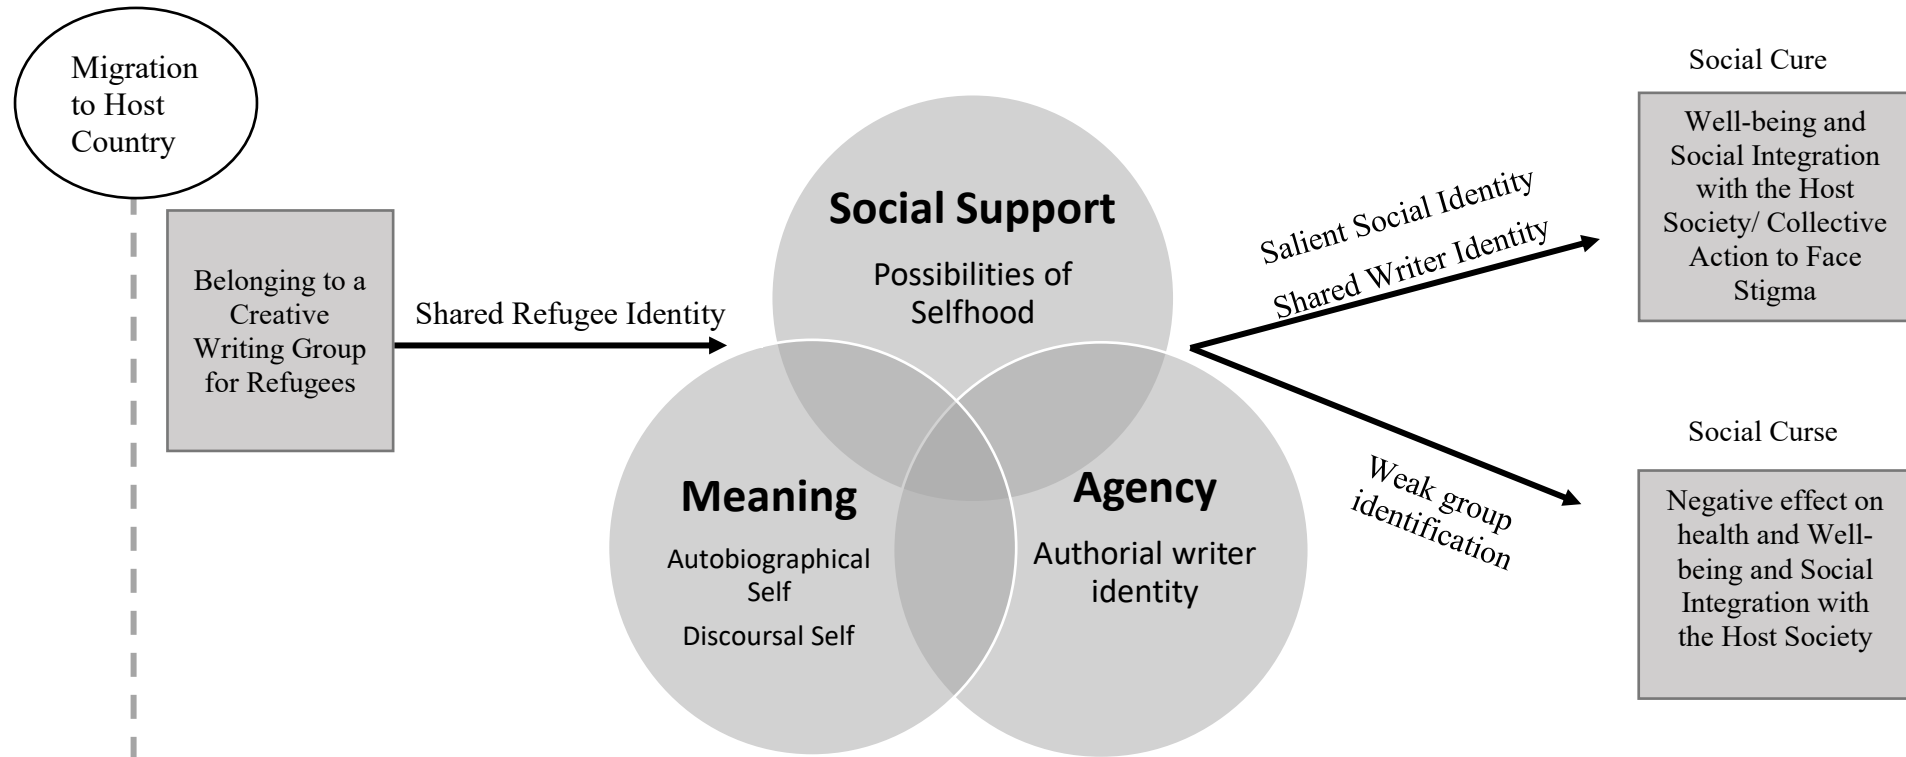 Migration
to Host
Country
Belonging to a
Creative
Writing Group
for Refugees
Shared Refugee Identity
Social Support
Possibilities of
Selfhood
Meaning
Autobiographical
Self
Discoursal Self
Agency
Authorial writer
identity
Salient Social Identity
Shared Writer Identity
Weak group
identification
Social Cure
Well-being and
Social Integration
with the Host
Society/ Collective
Action to Face
Stigma
Social Curse
Negative effect on
health and Well-
being and Social
Integration with
the Host Society